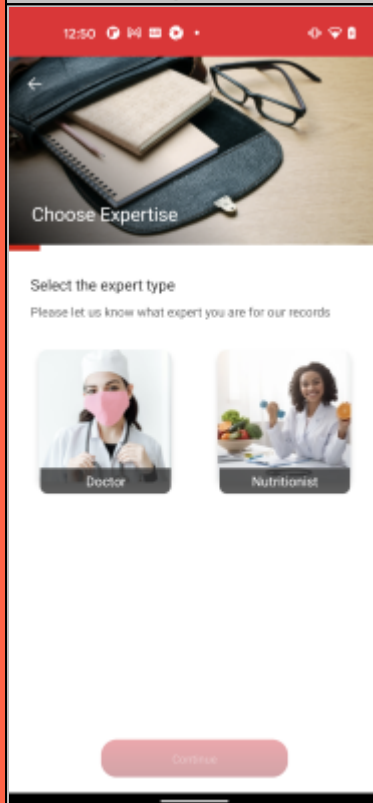 12:50
Choose Expertise
Select the expert type
Please let us know what expert you are for our records
Doctor
Nutritionist
Continue